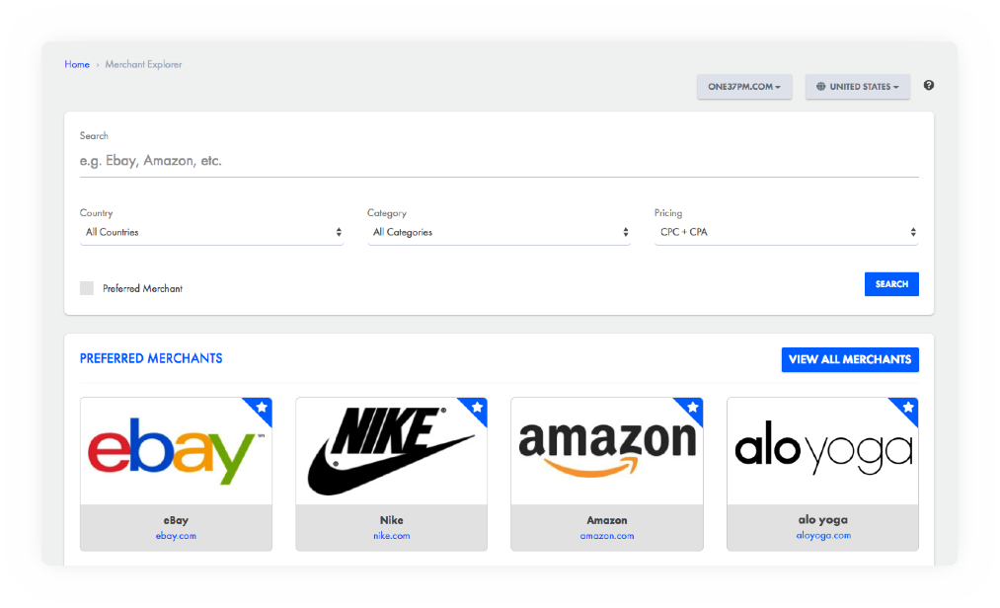 Home › Merchant Explorer
ONE37PM.COM
UNITED STATES
?
Search
e.g. Ebay, Amazon, etc.
Country
Category
Pricing
All Countries
All Categories
CPC + CPA
Preferred Merchant
SEARCH
PREFERRED MERCHANTS
VIEW ALL MERCHANTS
ebay™
NIKE®
amazon
alo yoga
eBay
ebay.com
Nike
nike.com
Amazon
amazon.com
alo yoga
aloyoga.com